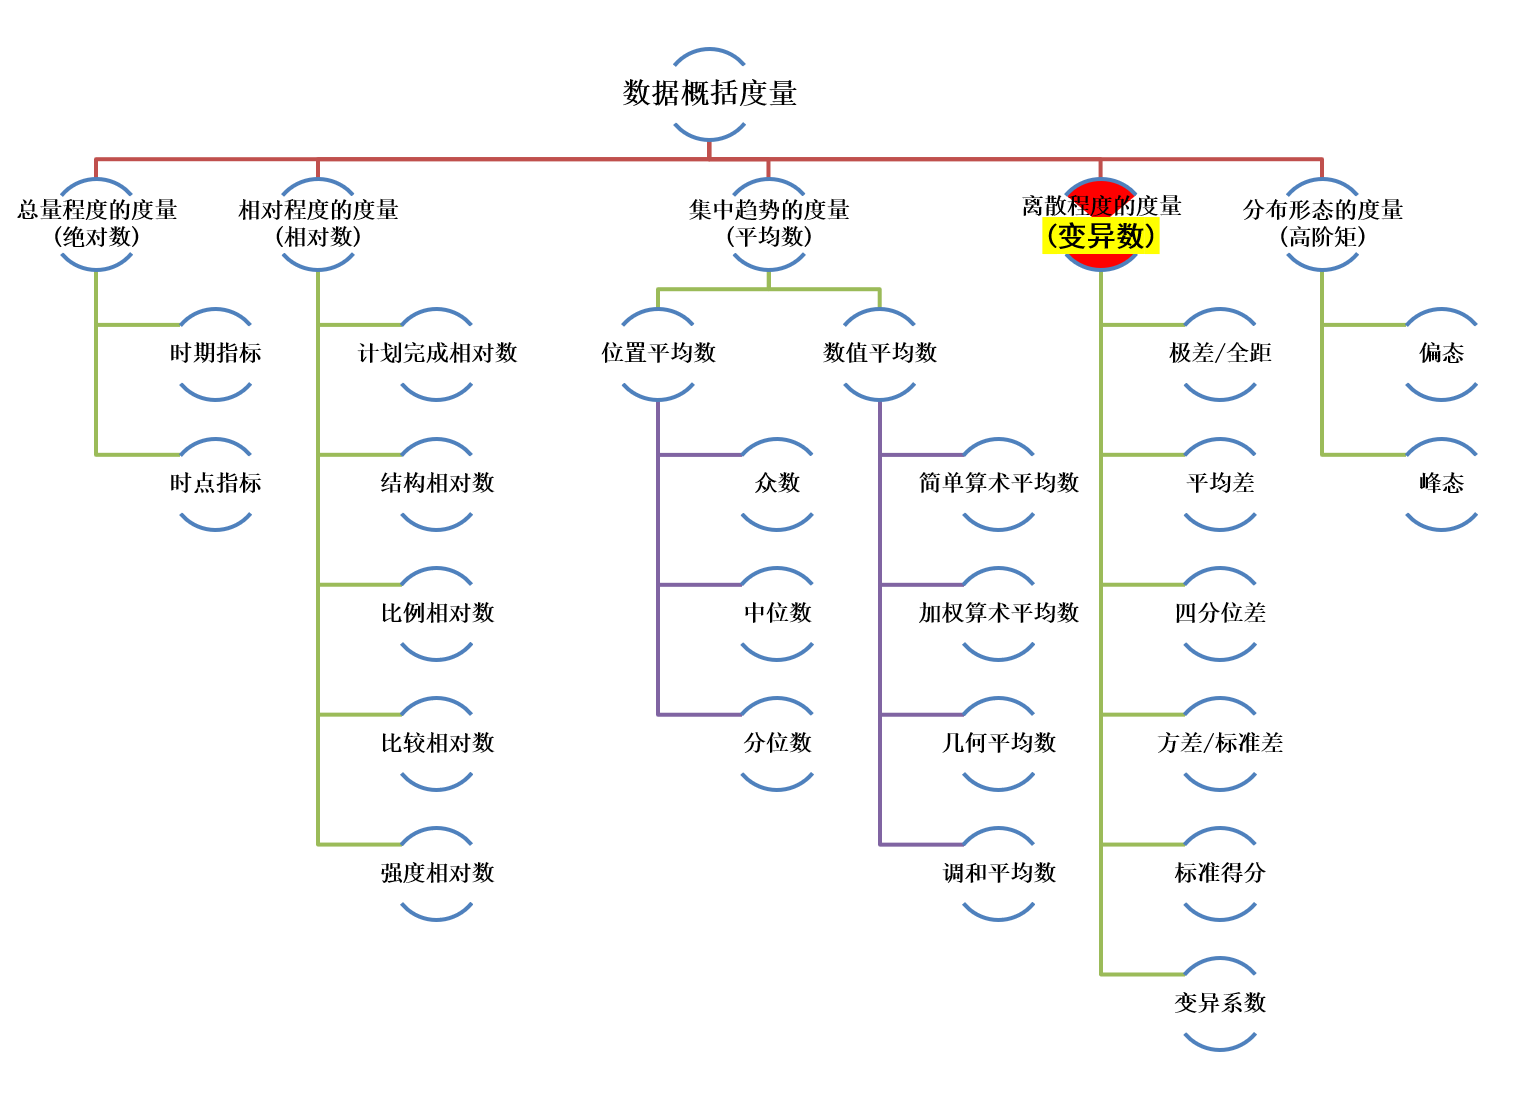 数据概括度量
总量程度的度量
(绝对数)
相对程度的度量
(相对数)
集中趋势的度量
(平均数)
离散程度的度量
(变异数)
分布形态的度量
(高阶矩)
时期指标
计划完成相对数
位置平均数
数值平均数
极差/全距
偏态
时点指标
结构相对数
众数
简单算术平均数
平均差
峰态
比例相对数
中位数
加权算术平均数
四分位差
比较相对数
分位数
几何平均数
方差/标准差
强度相对数
调和平均数
标准得分
变异系数